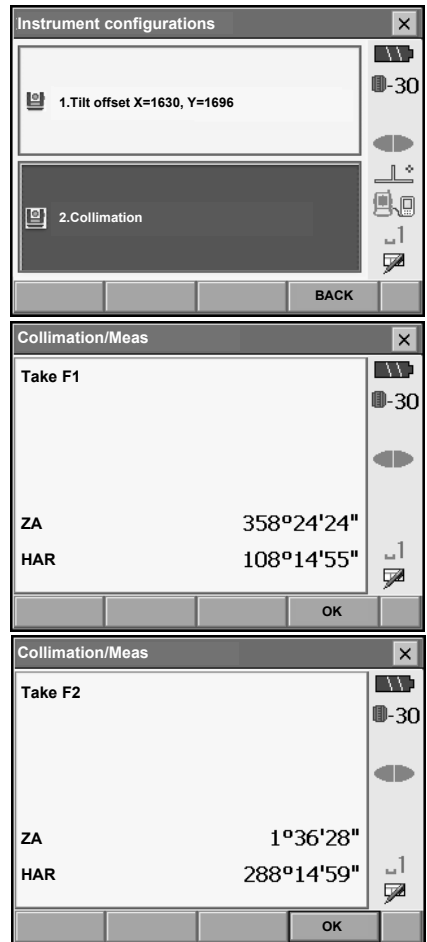 Instrument configurations
1.Tilt offset X=1630, Y=1696
-30
2.Collimation
1
BACK
Collimation/Meas
Take F1
-30
ZA 358°24'24"
HAR 108°14'55"
1
OK
Collimation/Meas
Take F2
-30
ZA 1°36'28"
HAR 288°14'59"
1
OK